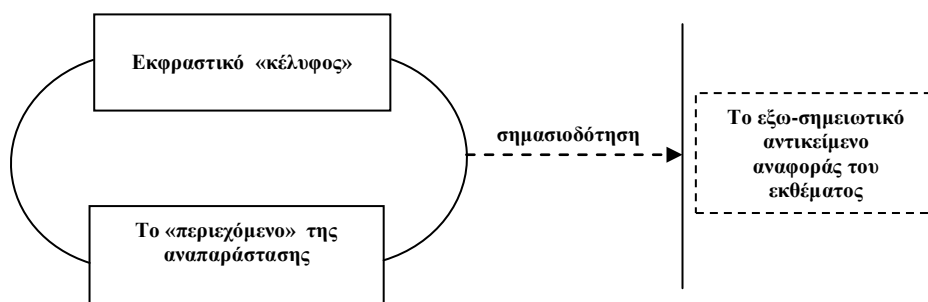 Εκφραστικό «κέλυφος»
σημασιοδότηση
Το εξω-σημειωτικό
αντικείμενο
αναφοράς του
εκθέματος
Το «περιεχόμενο» της
αναπαράστασης